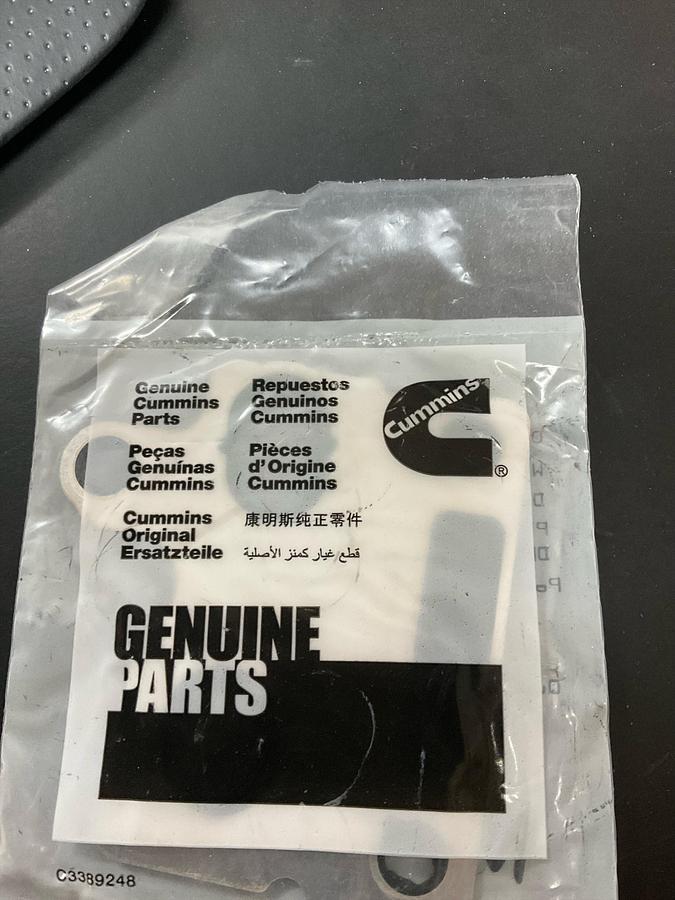 Genuine
Cummins
Parts
Repuestos
Genuinos
Cummins
Cummins
®
Peças
Genuínas
Cummins
Pièces
d'Origine
Cummins
Cummins
Original
Ersatzteile
康明斯纯正零件
قطع غيار كمنز الأصلية
GENUINE
PARTS
C3389248